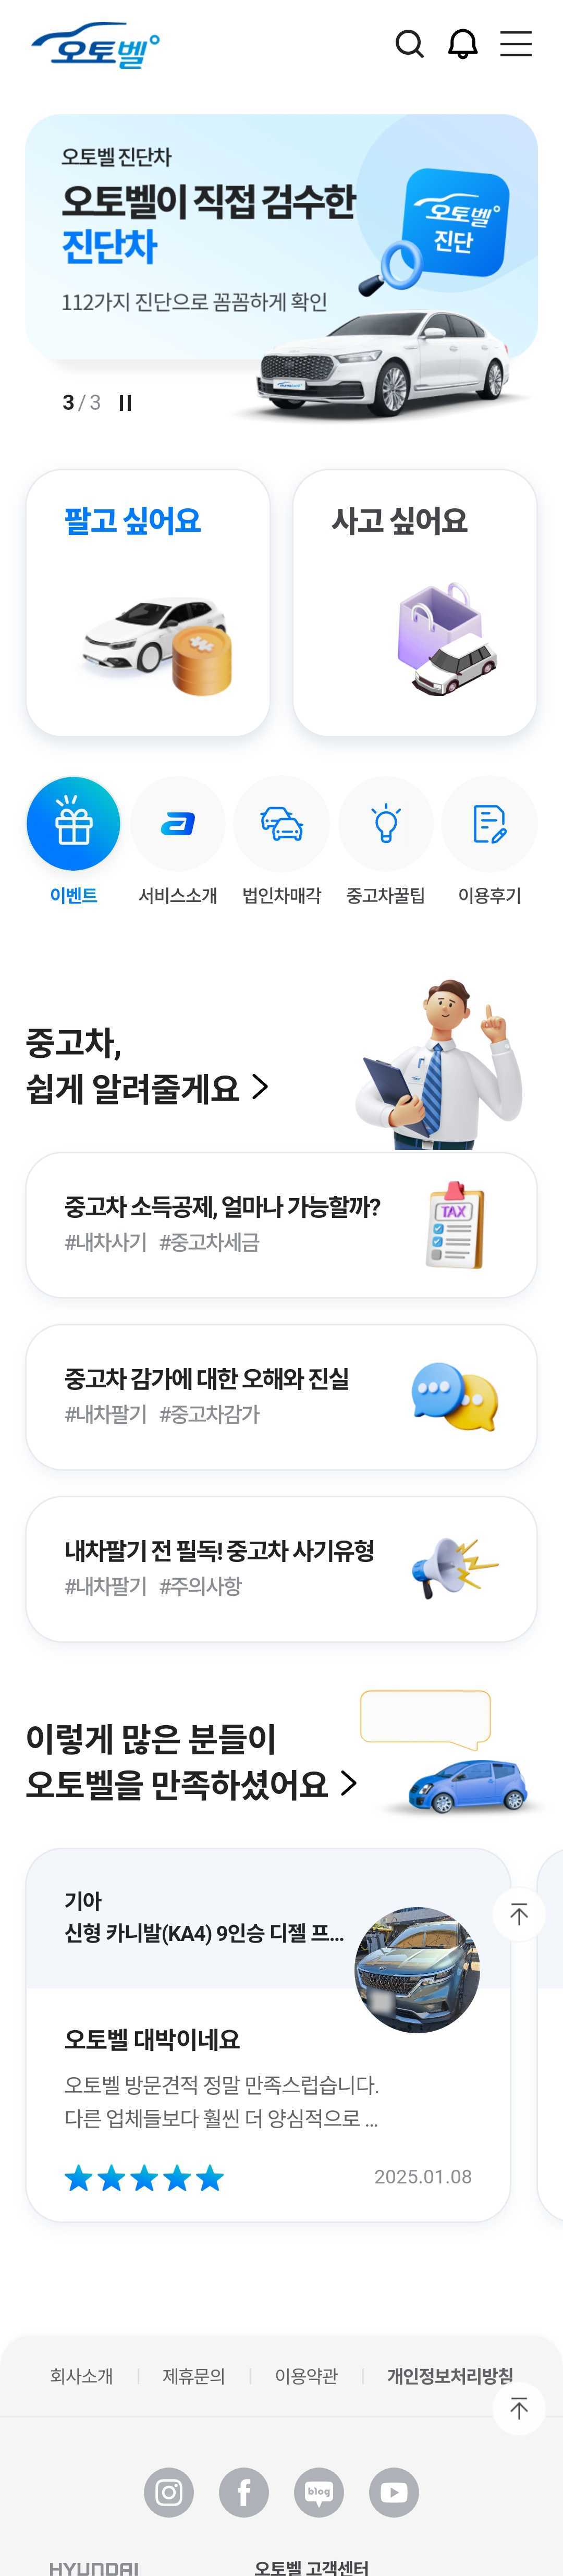 오토벨
오토벨 진단차
오토벨이 직접 검수한
진단차
112가지 진단으로 꼼꼼하게 확인
오토벨
진단
3 / 3
팔고 싶어요
사고 싶어요
이벤트
서비스소개
법인차매각
중고차꿀팁
이용후기
중고차,
쉽게 알려줄게요
중고차 소득공제, 얼마나 가능할까?
#내차사기 #중고차세금
TAX
중고차 감가에 대한 오해와 진실
#내차팔기 #중고차감가
내차팔기 전 필독! 중고차 사기유형
#내차팔기 #주의사항
이렇게 많은 분들이
오토벨을 만족하셨어요
기아
신형 카니발(KA4) 9인승 디젤 프...
오토벨 대박이네요
오토벨 방문견적 정말 만족스럽습니다.
다른 업체들보다 훨씬 더 양심적으로 ...
2025.01.08
회사소개
제휴문의
이용약관
개인정보처리방침
blog
HYUNDAI
오토벨 고객센터